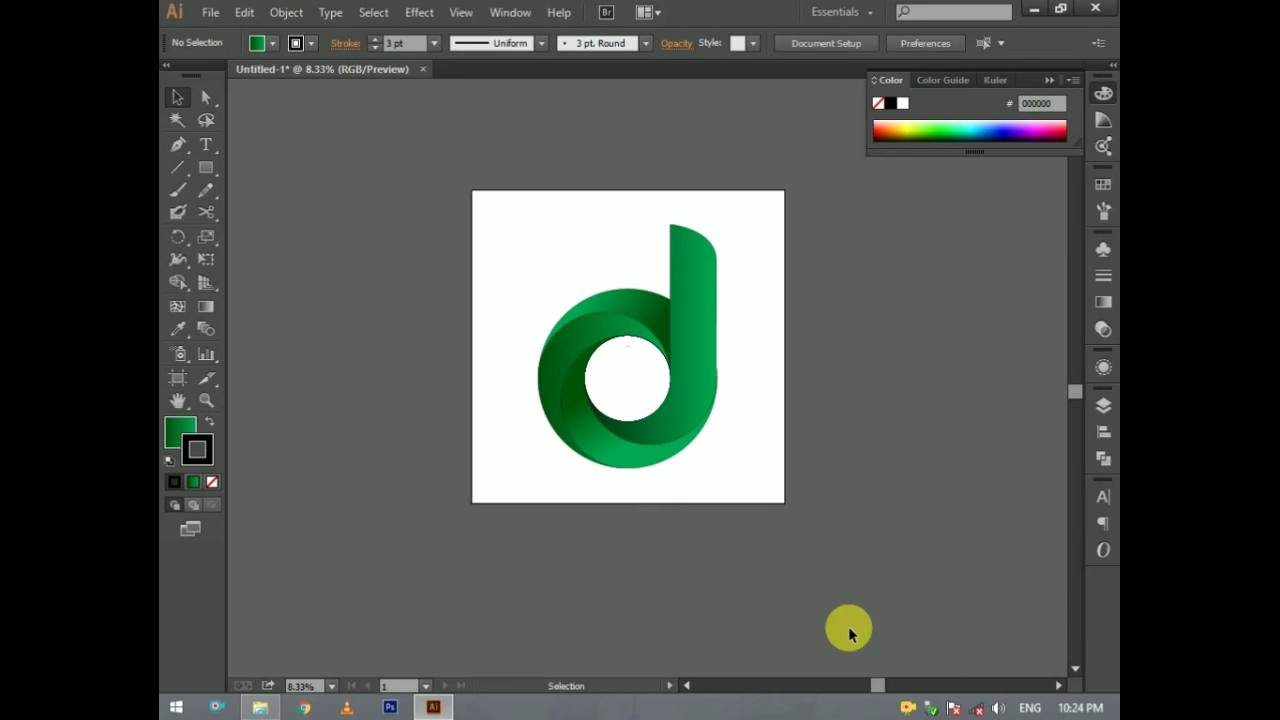 Ai File Edit Object Type Select Effect View Window Help Br Essentials
No Selection Stroke: 3 pt Uniform 3 pt. Round Opacity Style: Document Setup Preferences
Untitled-1* @ 8.33% (RGB/Preview) ×
Color Color Guide Kuler
# 000000
T
d
A
¶
O
8.33% 1 Selection
Ps Ai ENG 10:24 PM